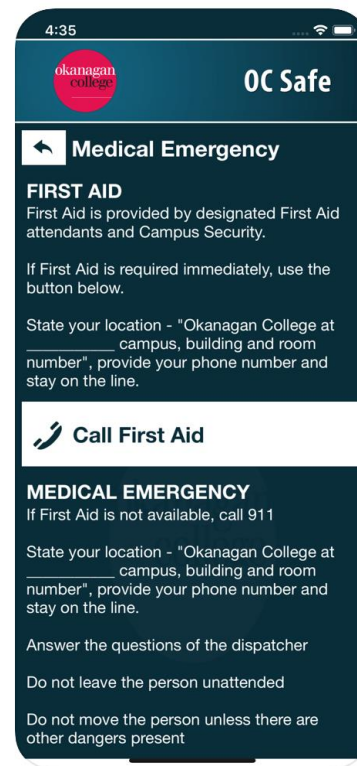 4:35
okanagan
college
OC Safe
Medical Emergency
FIRST AID
First Aid is provided by designated First Aid
attendants and Campus Security.
If First Aid is required immediately, use the
button below.
State your location - "Okanagan College at
___________ campus, building and room
number", provide your phone number and
stay on the line.
Call First Aid
MEDICAL EMERGENCY
If First Aid is not available, call 911
State your location - "Okanagan College at
___________ campus, building and room
number", provide your phone number and
stay on the line.
Answer the questions of the dispatcher
Do not leave the person unattended
Do not move the person unless there are
other dangers present